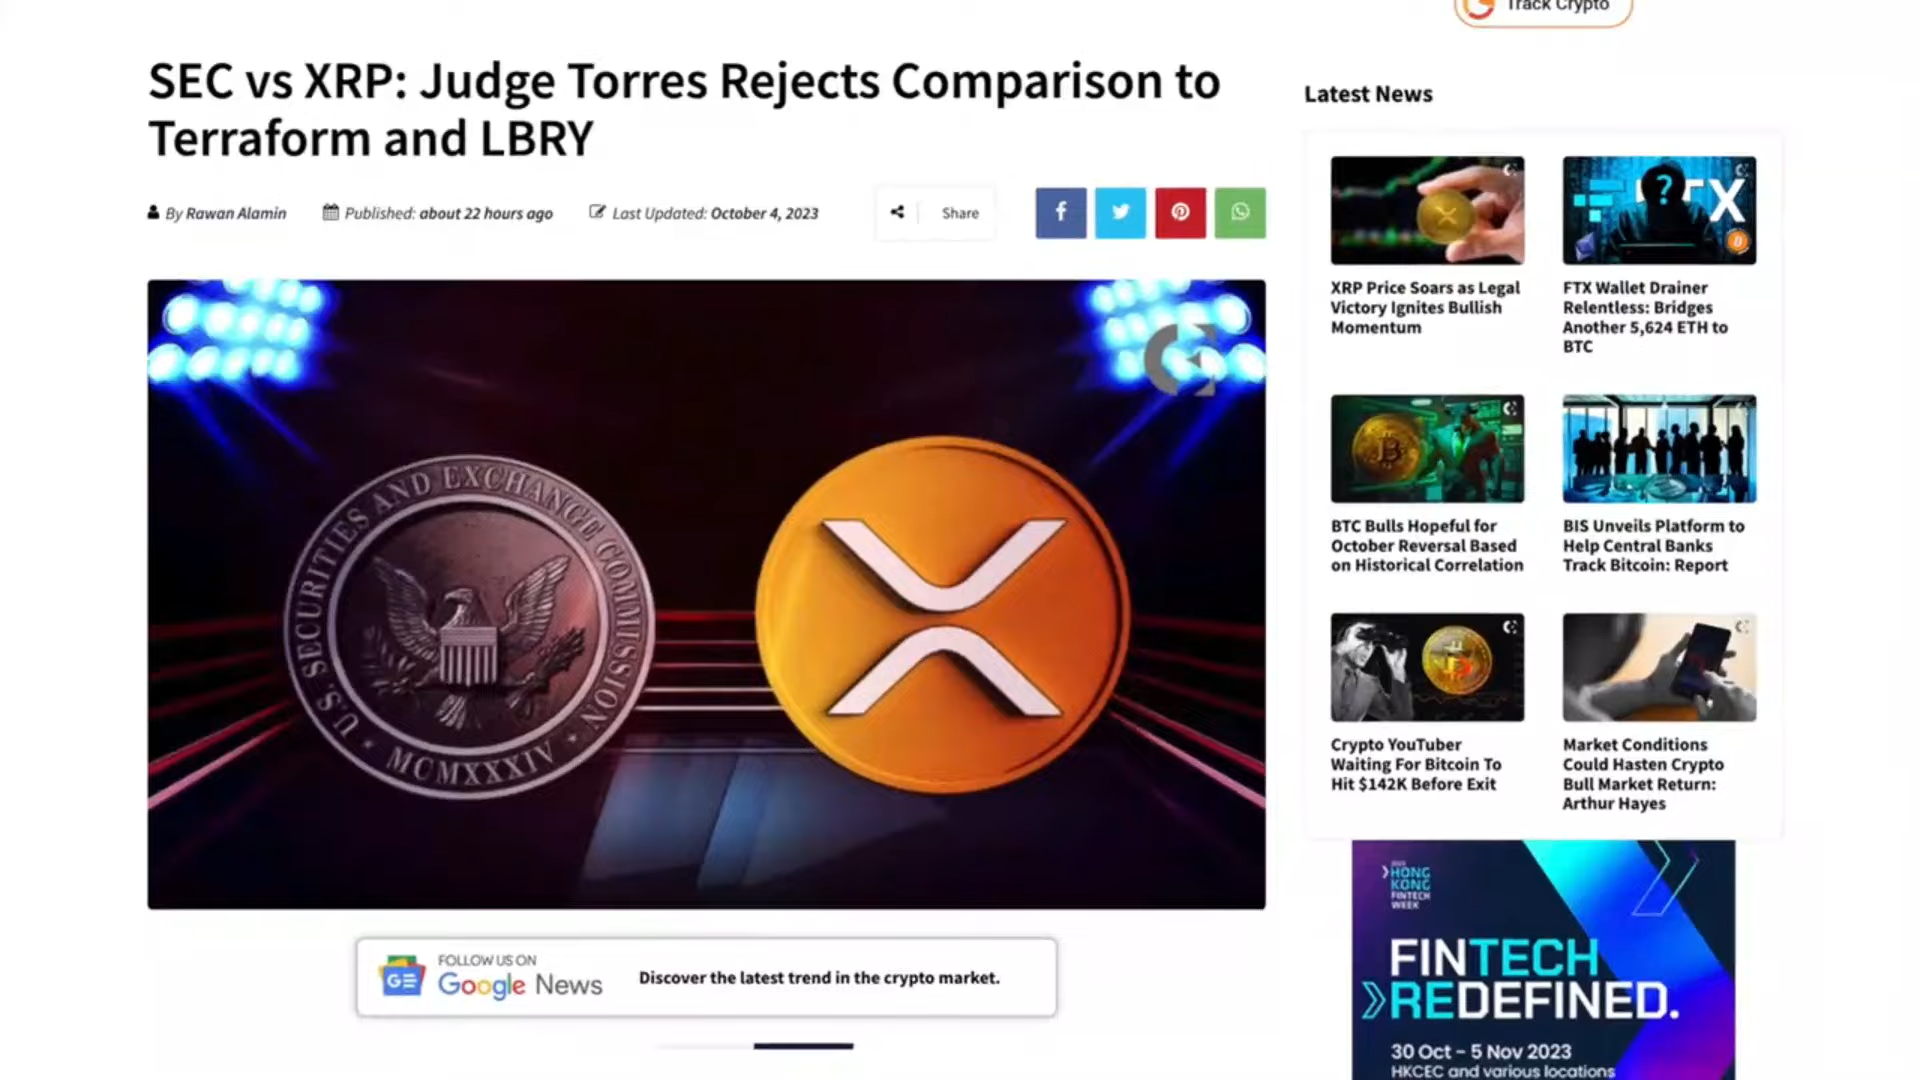 Track Crypto
SEC vs XRP: Judge Torres Rejects Comparison to
Terraform and LBRY
By Rawan Alamin
Published: about 22 hours ago
Last Updated: October 4, 2023
Share
U.S. SECURITIES AND EXCHANGE COMMISSION
MCMXXXIV
FOLLOW US ON
Google News
Discover the latest trend in the crypto market.
Latest News
XRP Price Soars as Legal
Victory Ignites Bullish
Momentum
FTX
?
FTX Wallet Drainer
Relentless: Bridges
Another 5,624 ETH to
BTC
BTC Bulls Hopeful for
October Reversal Based
on Historical Correlation
BIS Unveils Platform to
Help Central Banks
Track Bitcoin: Report
Crypto YouTuber
Waiting For Bitcoin To
Hit $142K Before Exit
Market Conditions
Could Hasten Crypto
Bull Market Return:
Arthur Hayes
HONG
KONG
FINTECH
WEEK
FINTECH
REDEFINED.
30 Oct – 5 Nov 2023
HKCEC and various locations